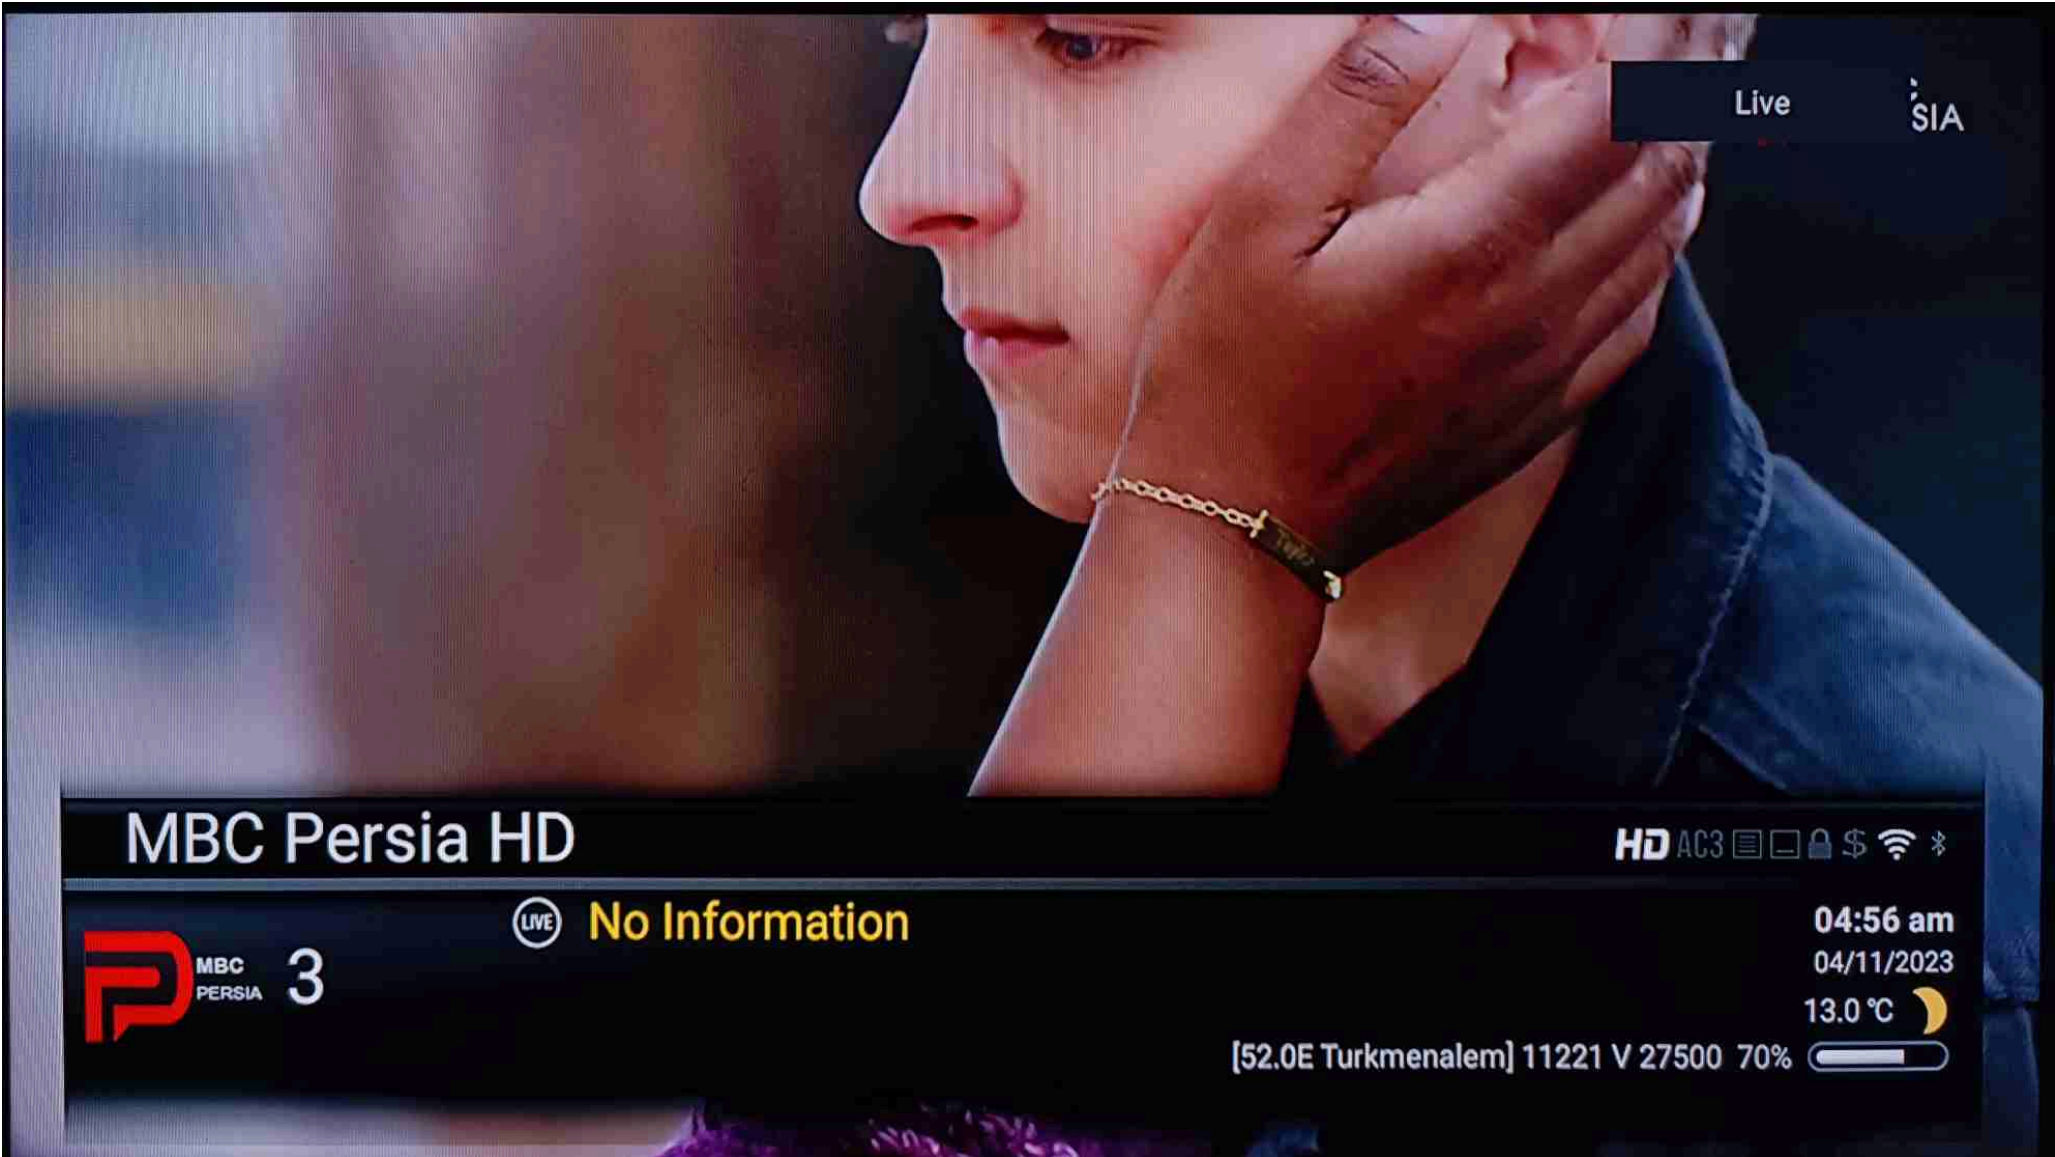 Live
SIA
MBC Persia HD
HD AC3 $
LIVE No Information
MBC
PERSIA
3
04:56 am
04/11/2023
13.0 °C
[52.0E Turkmenalem] 11221 V 27500 70%